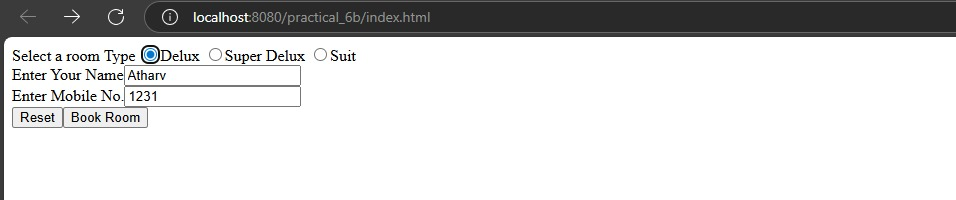 localhost:8080/practical_6b/index.html
Select a room Type Delux Super Delux Suit
Enter Your Name Atharv
Enter Mobile No. 1231
Reset Book Room